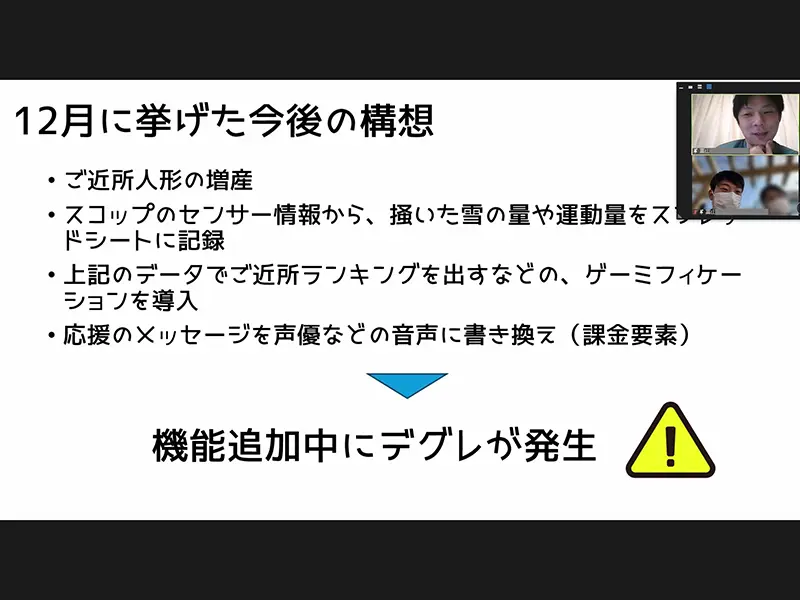 12月に挙げた今後の構想
・ご近所人形の増産
・スコップのセンサー情報から、掻いた雪の量や運動量をスプレッ
ドシートに記録
・上記のデータでご近所ランキングを出すなどの、ゲーミフィケー
ションを導入
・応援のメッセージを声優などの音声に書き換え（課金要素）
機能追加中にデグレが発生